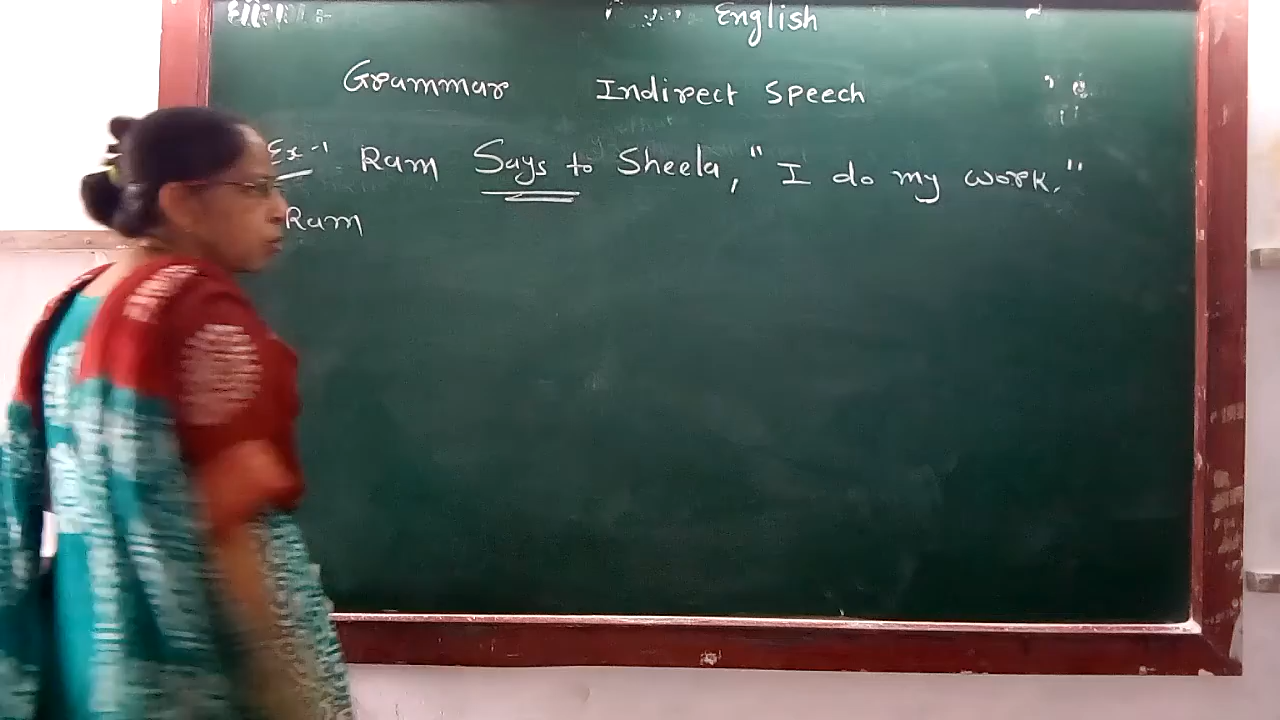 English
Grammar Indirect Speech
Ex-1 Ram Says to Sheela, "I do my work."
Ram